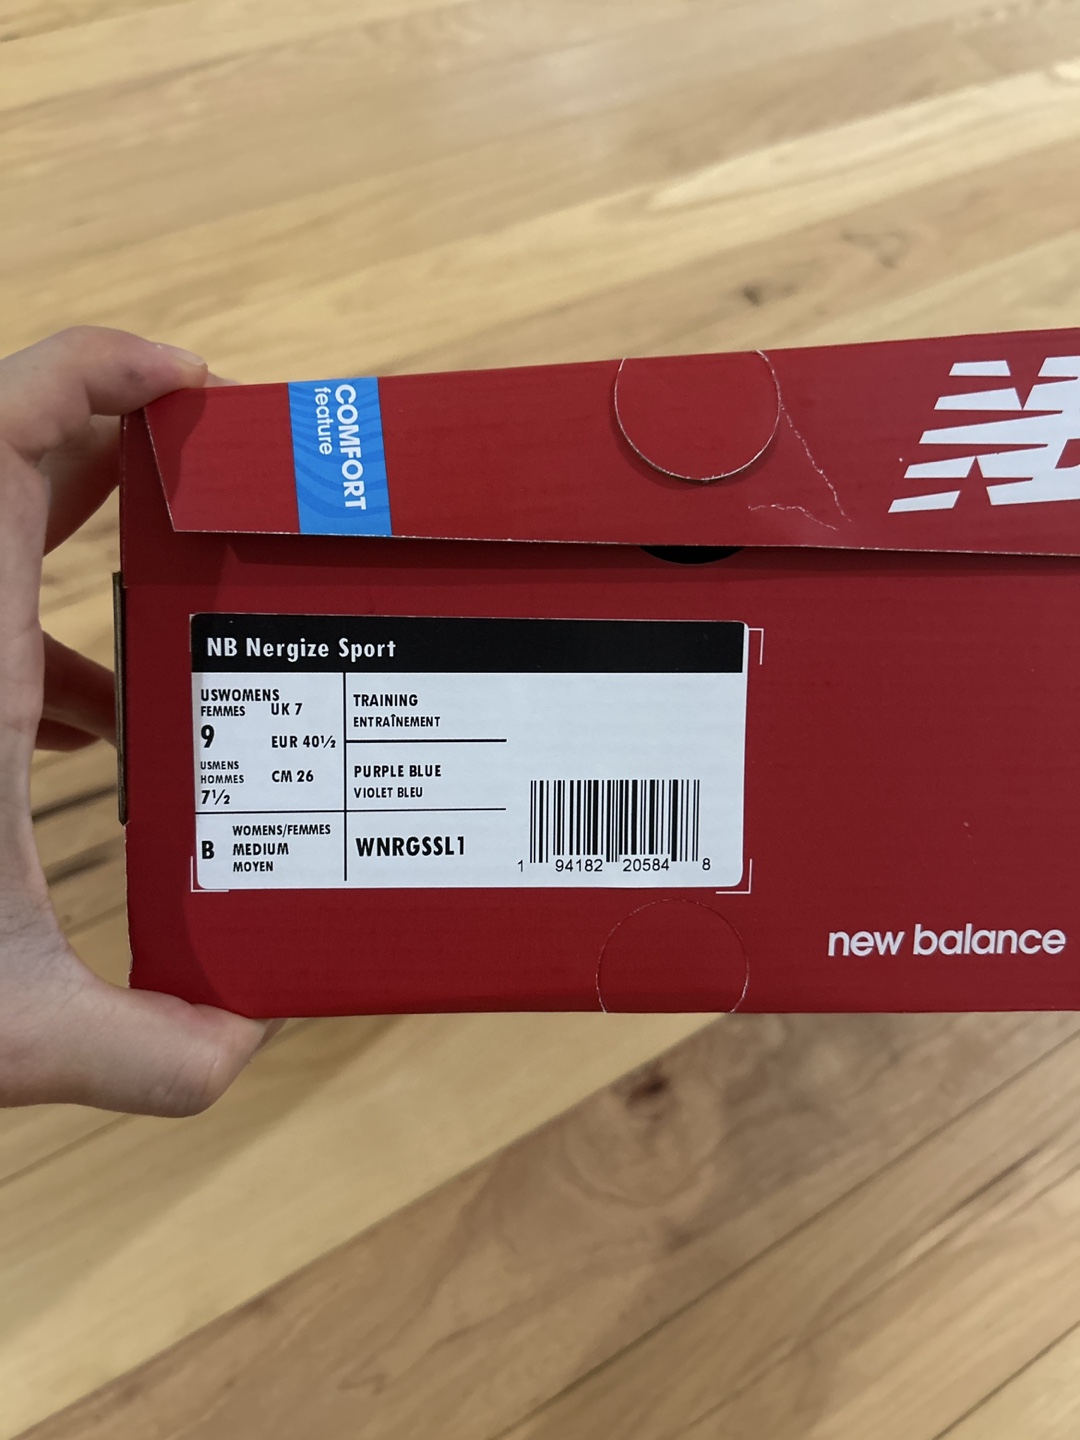 COMFORT
feature
NB
NB Nergize Sport
USWOMENS
FEMMES
9
USMENS
HOMMES
7½
UK 7
EUR 40½
CM 26
TRAINING
ENTRAÎNEMENT
PURPLE BLUE
VIOLET BLEU
B
WOMENS/FEMMES
MEDIUM
MOYEN
WNRGSSL1
1 94182 20584 8
new balance